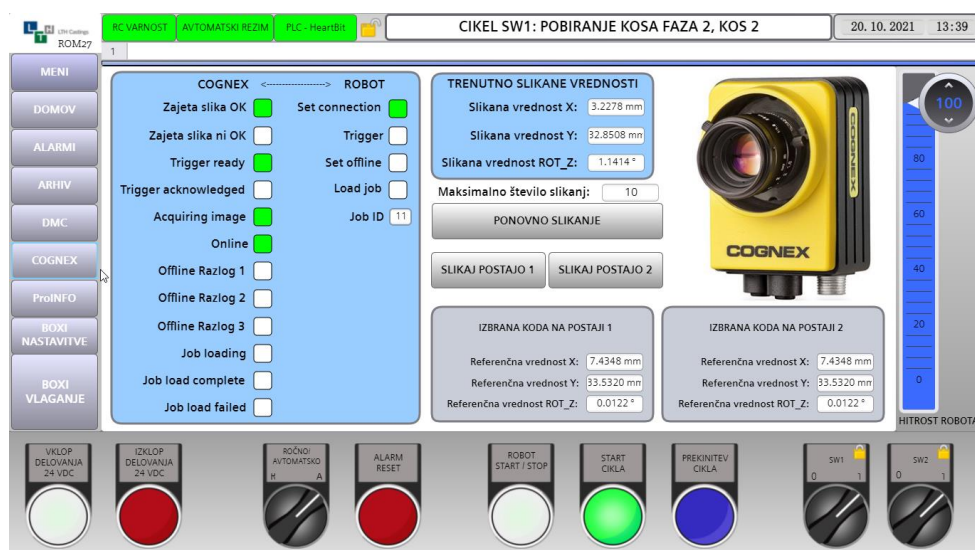 LTH Castings
ROM27
RC VARNOST
AVTOMATSKI REZIM
PLC - HeartBit
CIKEL SW1: POBIRANJE KOSA FAZA 2, KOS 2
20. 10. 2021 13:39
1
MENI
DOMOV
ALARMI
ARHIV
DMC
COGNEX
ProINFO
BOXI
NASTAVITVE
BOXI
VLAGANJE
COGNEX <------------------> ROBOT
Zajeta slika OK
Set connection
Zajeta slika ni OK
Trigger
Trigger ready
Set offline
Trigger acknowledged
Load job
Acquiring image
Job ID 11
Online
Offline Razlog 1
Offline Razlog 2
Offline Razlog 3
Job loading
Job load complete
Job load failed
TRENUTNO SLIKANE VREDNOSTI
Slikana vrednost X: 3.2278 mm
Slikana vrednost Y: 32.8508 mm
Slikana vrednost ROT_Z: 1.1414 °
Maksimalno število slikanj: 10
PONOVNO SLIKANJE
SLIKAJ POSTAJO 1
SLIKAJ POSTAJO 2
COGNEX
COGNEX
IZBRANA KODA NA POSTAJI 1
Referenčna vrednost X: 7.4348 mm
Referenčna vrednost Y: 33.5320 mm
Referenčna vrednost ROT_Z: 0.0122 °
IZBRANA KODA NA POSTAJI 2
Referenčna vrednost X: 7.4348 mm
Referenčna vrednost Y: 33.5320 mm
Referenčna vrednost ROT_Z: 0.0122 °
100
80
60
40
20
0
HITROST ROBOTA
VKLOP
DELOVANJA
24 VDC
IZKLOP
DELOVANJA
24 VDC
ROČNO/
AVTOMATSKO
H A
ALARM
RESET
ROBOT
START / STOP
START
CIKLA
PREKINITEV
CIKLA
SW1
0 1
SW2
0 1